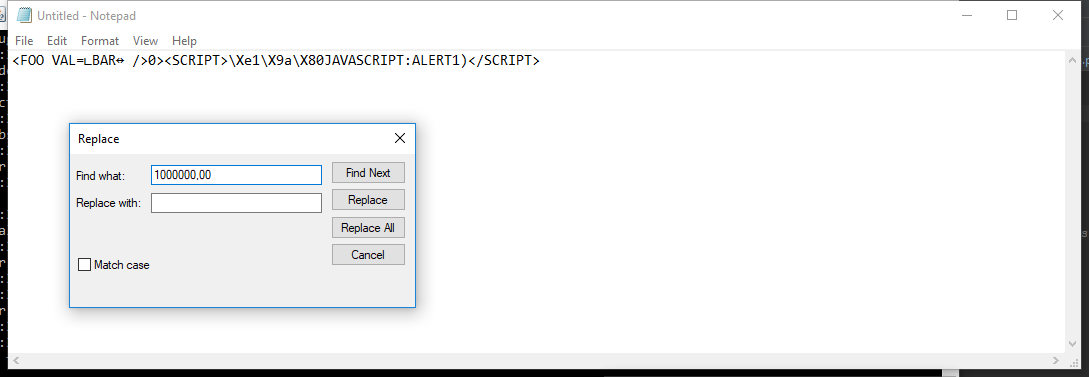 Untitled - Notepad
File Edit Format View Help
<FOO VAL=∟BAR↔ />0><SCRIPT>\Xe1\X9a\X80JAVASCRIPT:ALERT1)</SCRIPT>
Replace
Find what: 1000000,00 Find Next
Replace with: Replace
Replace All
Match case Cancel